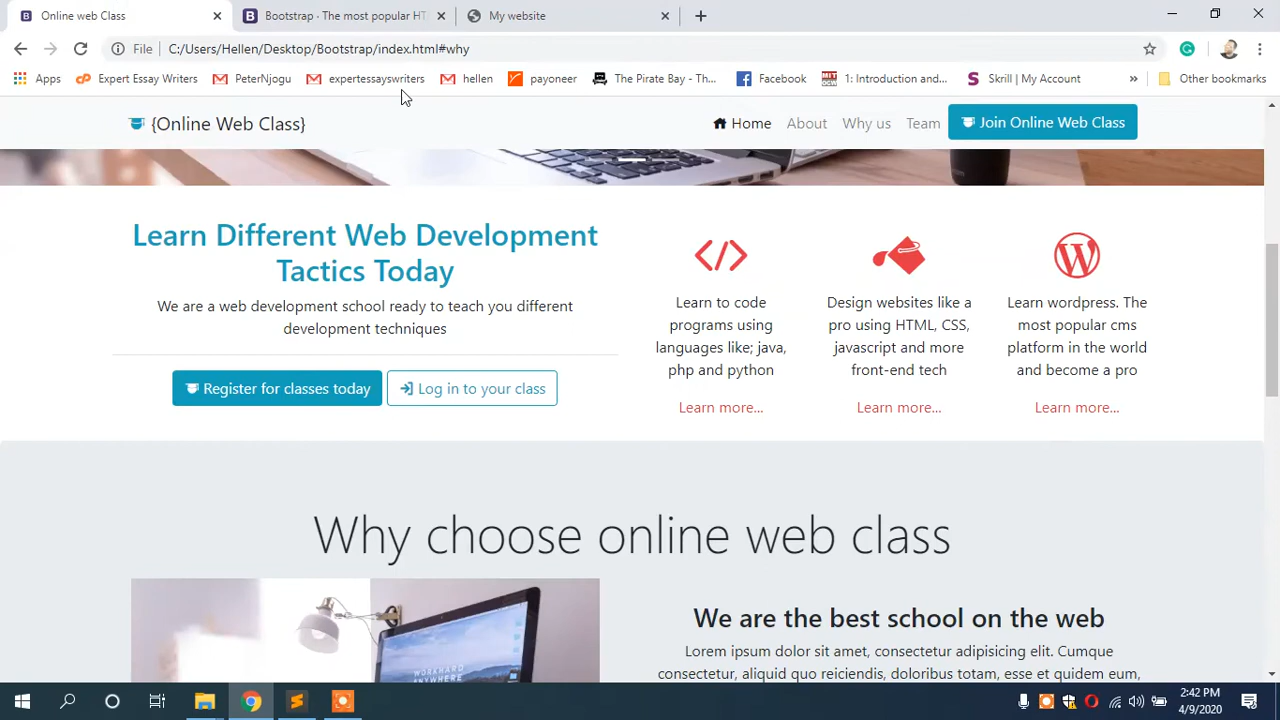 Online web Class
Bootstrap · The most popular HT
My website
File C:/Users/Hellen/Desktop/Bootstrap/index.html#why
Apps
Expert Essay Writers
PeterNjogu
expertessayswriters
hellen
payoneer
The Pirate Bay - Th...
Facebook
1: Introduction and...
Skrill | My Account
»
Other bookmarks
{Online Web Class}
Home
About
Why us
Team
Join Online Web Class
Learn Different Web Development
Tactics Today
We are a web development school ready to teach you different
development techniques
Register for classes today
Log in to your class
Learn to code
programs using
languages like; java,
php and python
Learn more...
Design websites like a
pro using HTML, CSS,
javascript and more
front-end tech
Learn more...
Learn wordpress. The
most popular cms
platform in the world
and become a pro
Learn more...
Why choose online web class
WORKHARD
ANYWHERE
We are the best school on the web
Lorem ipsum dolor sit amet, consectetur adipisicing elit. Cumque
consectetur, aliquid quo reiciendis, doloribus totam, esse et quidem eum,
2:42 PM
4/9/2020